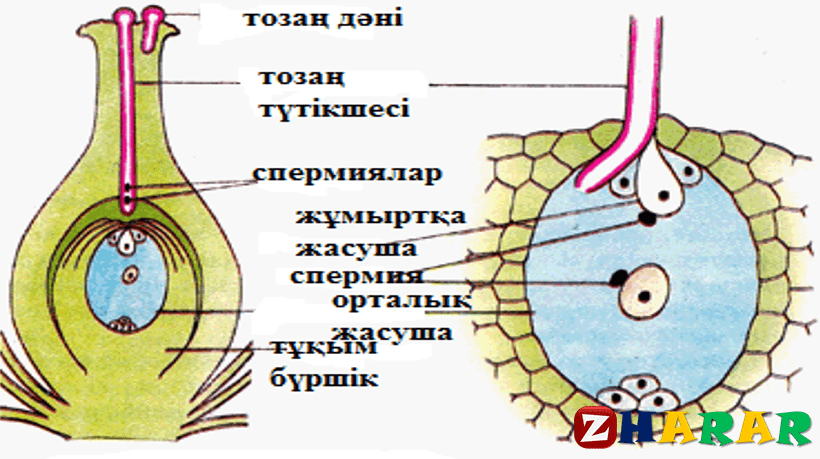 тозаң дәні
тозаң
түтікшесі
спермиялар
жұмыртқа
жасуша
спермия
орталық
жасуша
тұқым
бүршік
ZHARAR